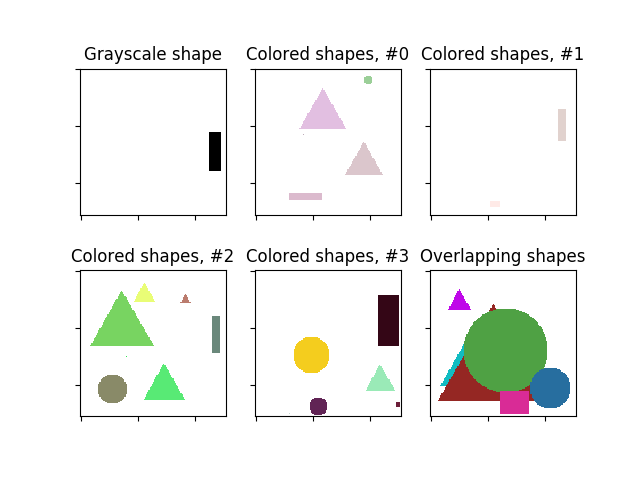 Grayscale shape
Colored shapes, #0
Colored shapes, #1
Colored shapes, #2
Colored shapes, #3
Overlapping shapes